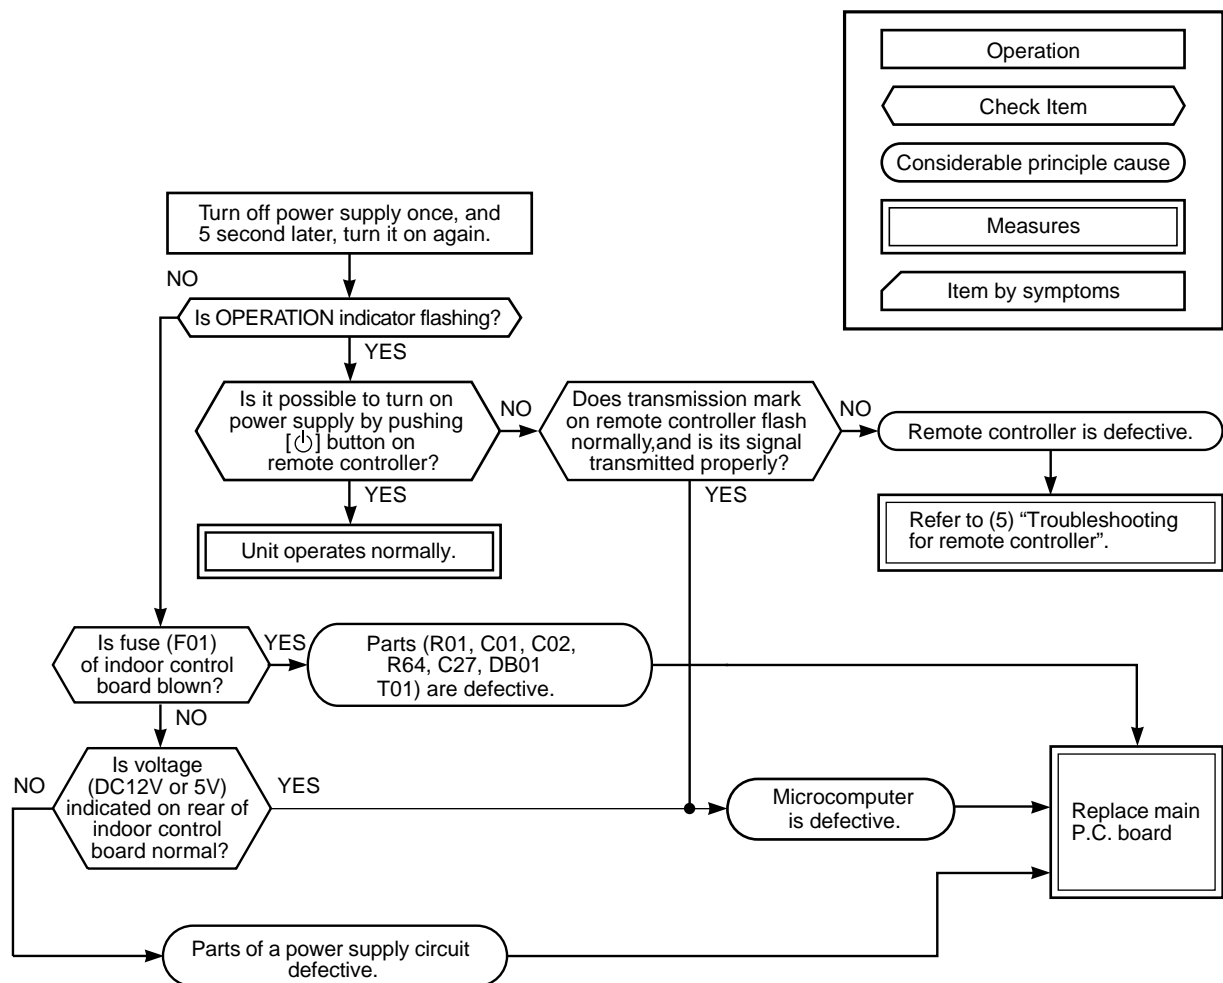 Operation
Check Item
Considerable principle cause
Measures
Item by symptoms
Turn off power supply once, and
5 second later, turn it on again.
NO
Is OPERATION indicator flashing?
YES
Is it possible to turn on
power supply by pushing
[⏻] button on
remote controller?
NO
Does transmission mark
on remote controller flash
normally,and is its signal
transmitted properly?
NO
Remote controller is defective.
YES
YES
Unit operates normally.
Refer to (5) “Troubleshooting
for remote controller”.
Is fuse (F01)
of indoor control
board blown?
YES
Parts (R01, C01, C02,
R64, C27, DB01
T01) are defective.
NO
Is voltage
(DC12V or 5V)
indicated on rear of
indoor control
board normal?
NO
YES
Microcomputer
is defective.
Replace main
P.C. board
Parts of a power supply circuit
defective.